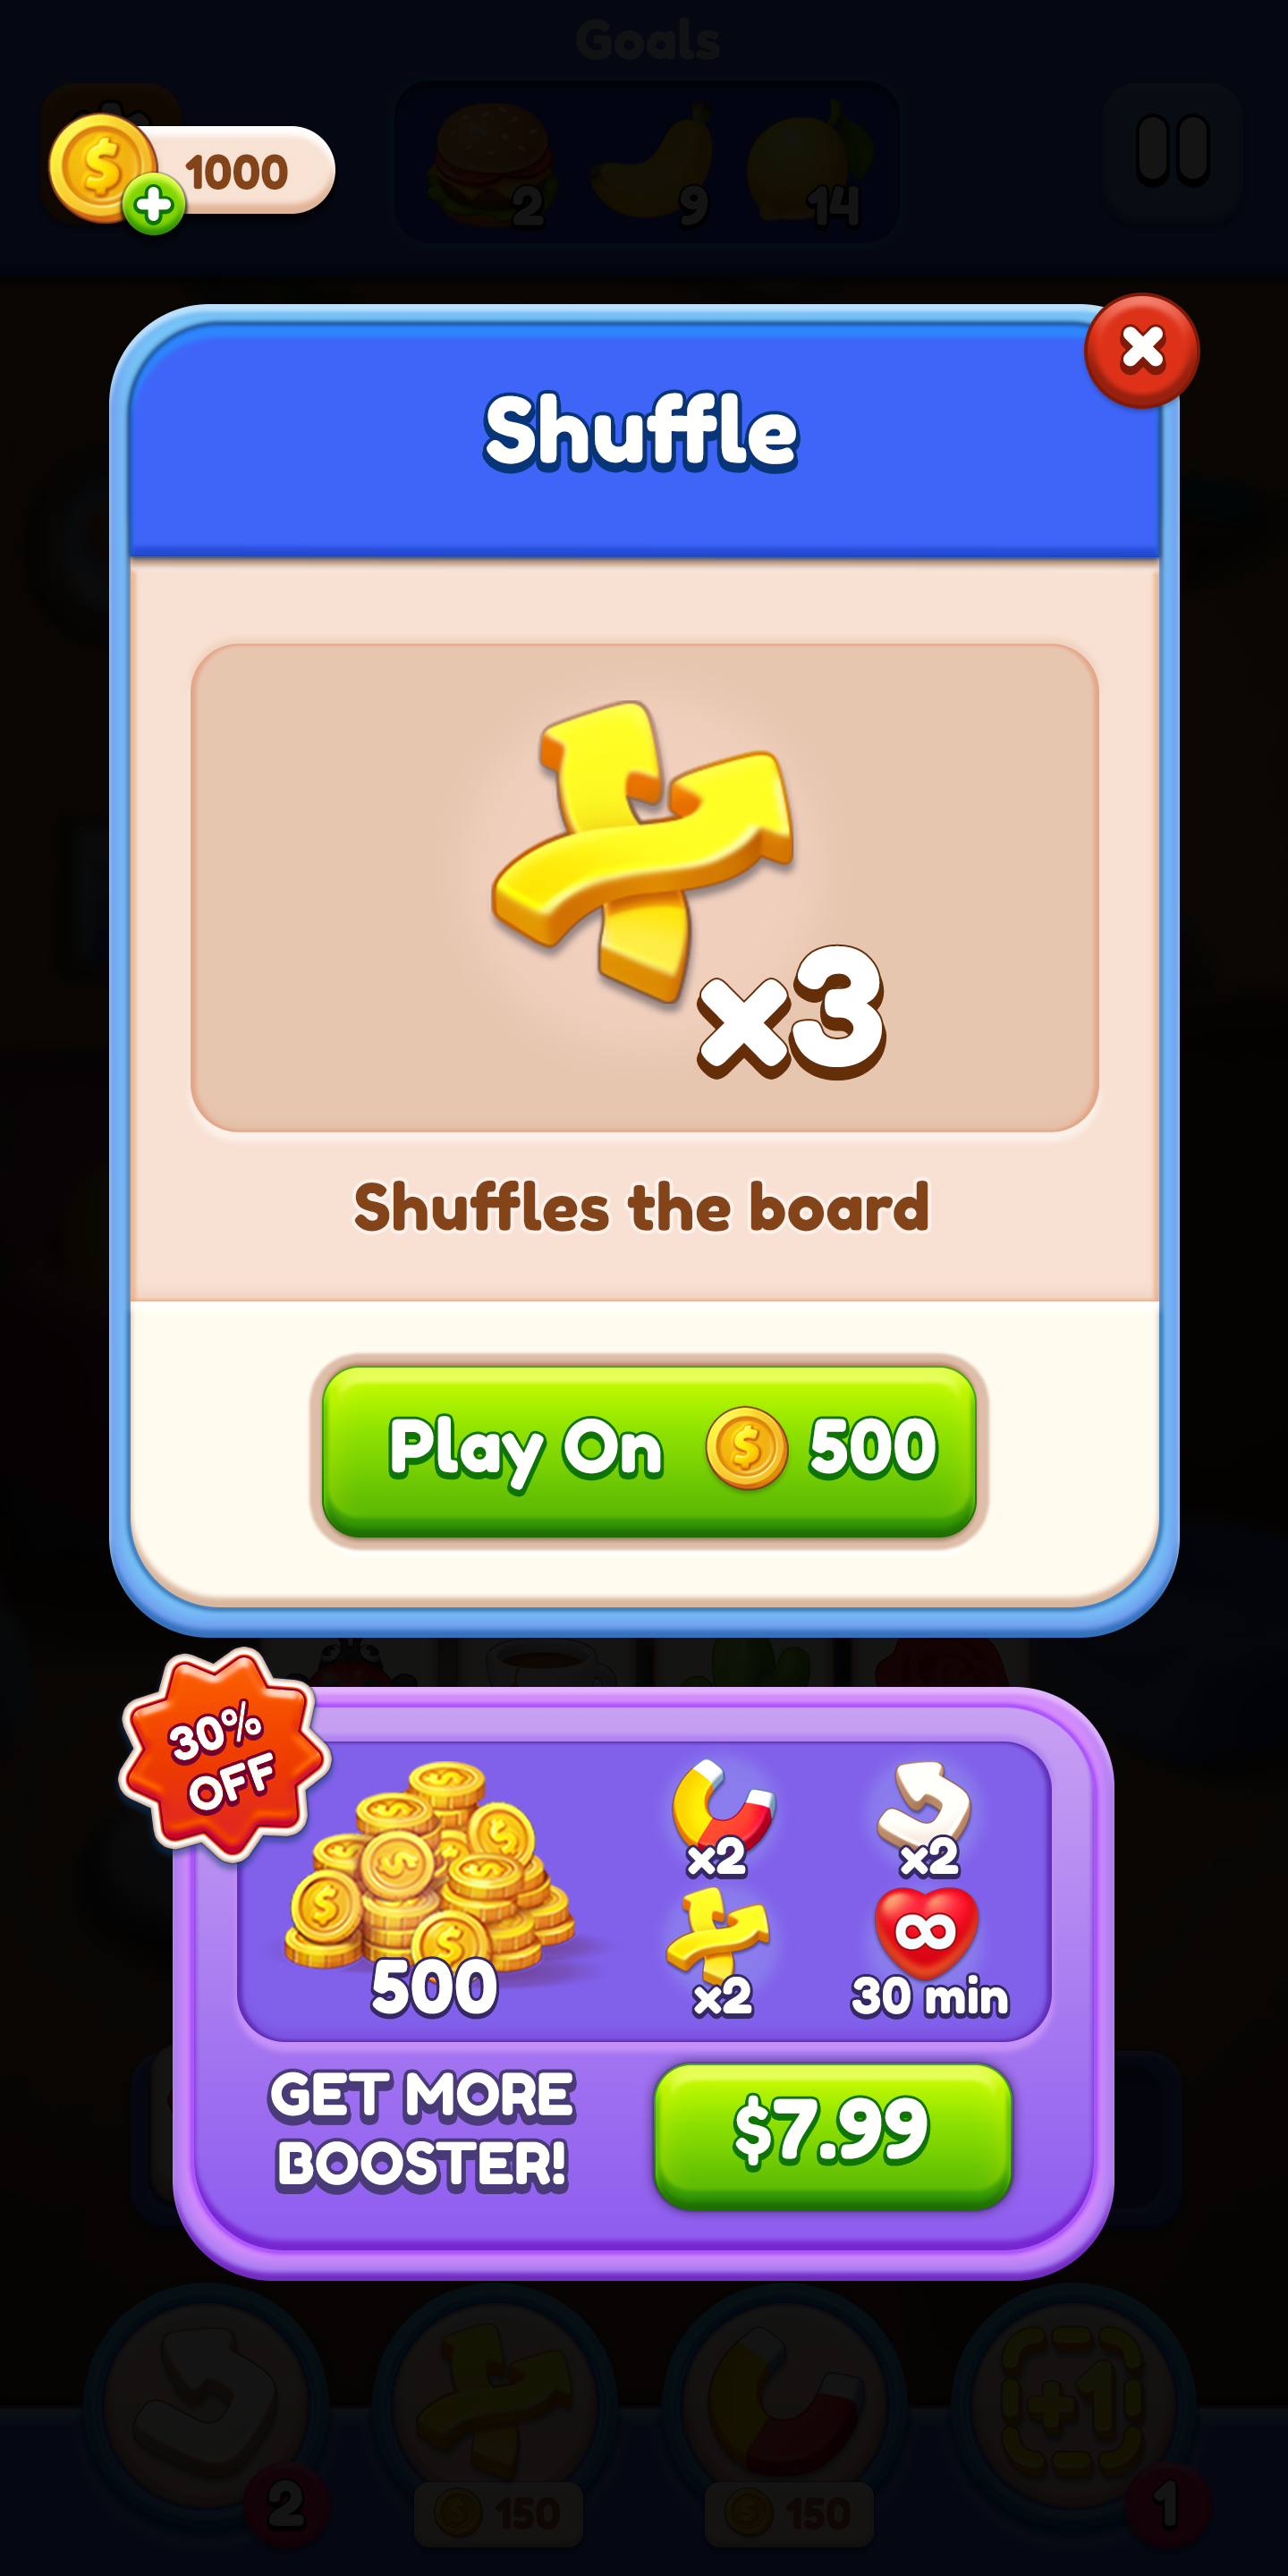 Goals
1000
2
9
14
Shuffle
x3
Shuffles the board
Play On 500
30%
OFF
x2
x2
500
x2
30 min
GET MORE
BOOSTER!
$7.99
+1
2
150
150
1